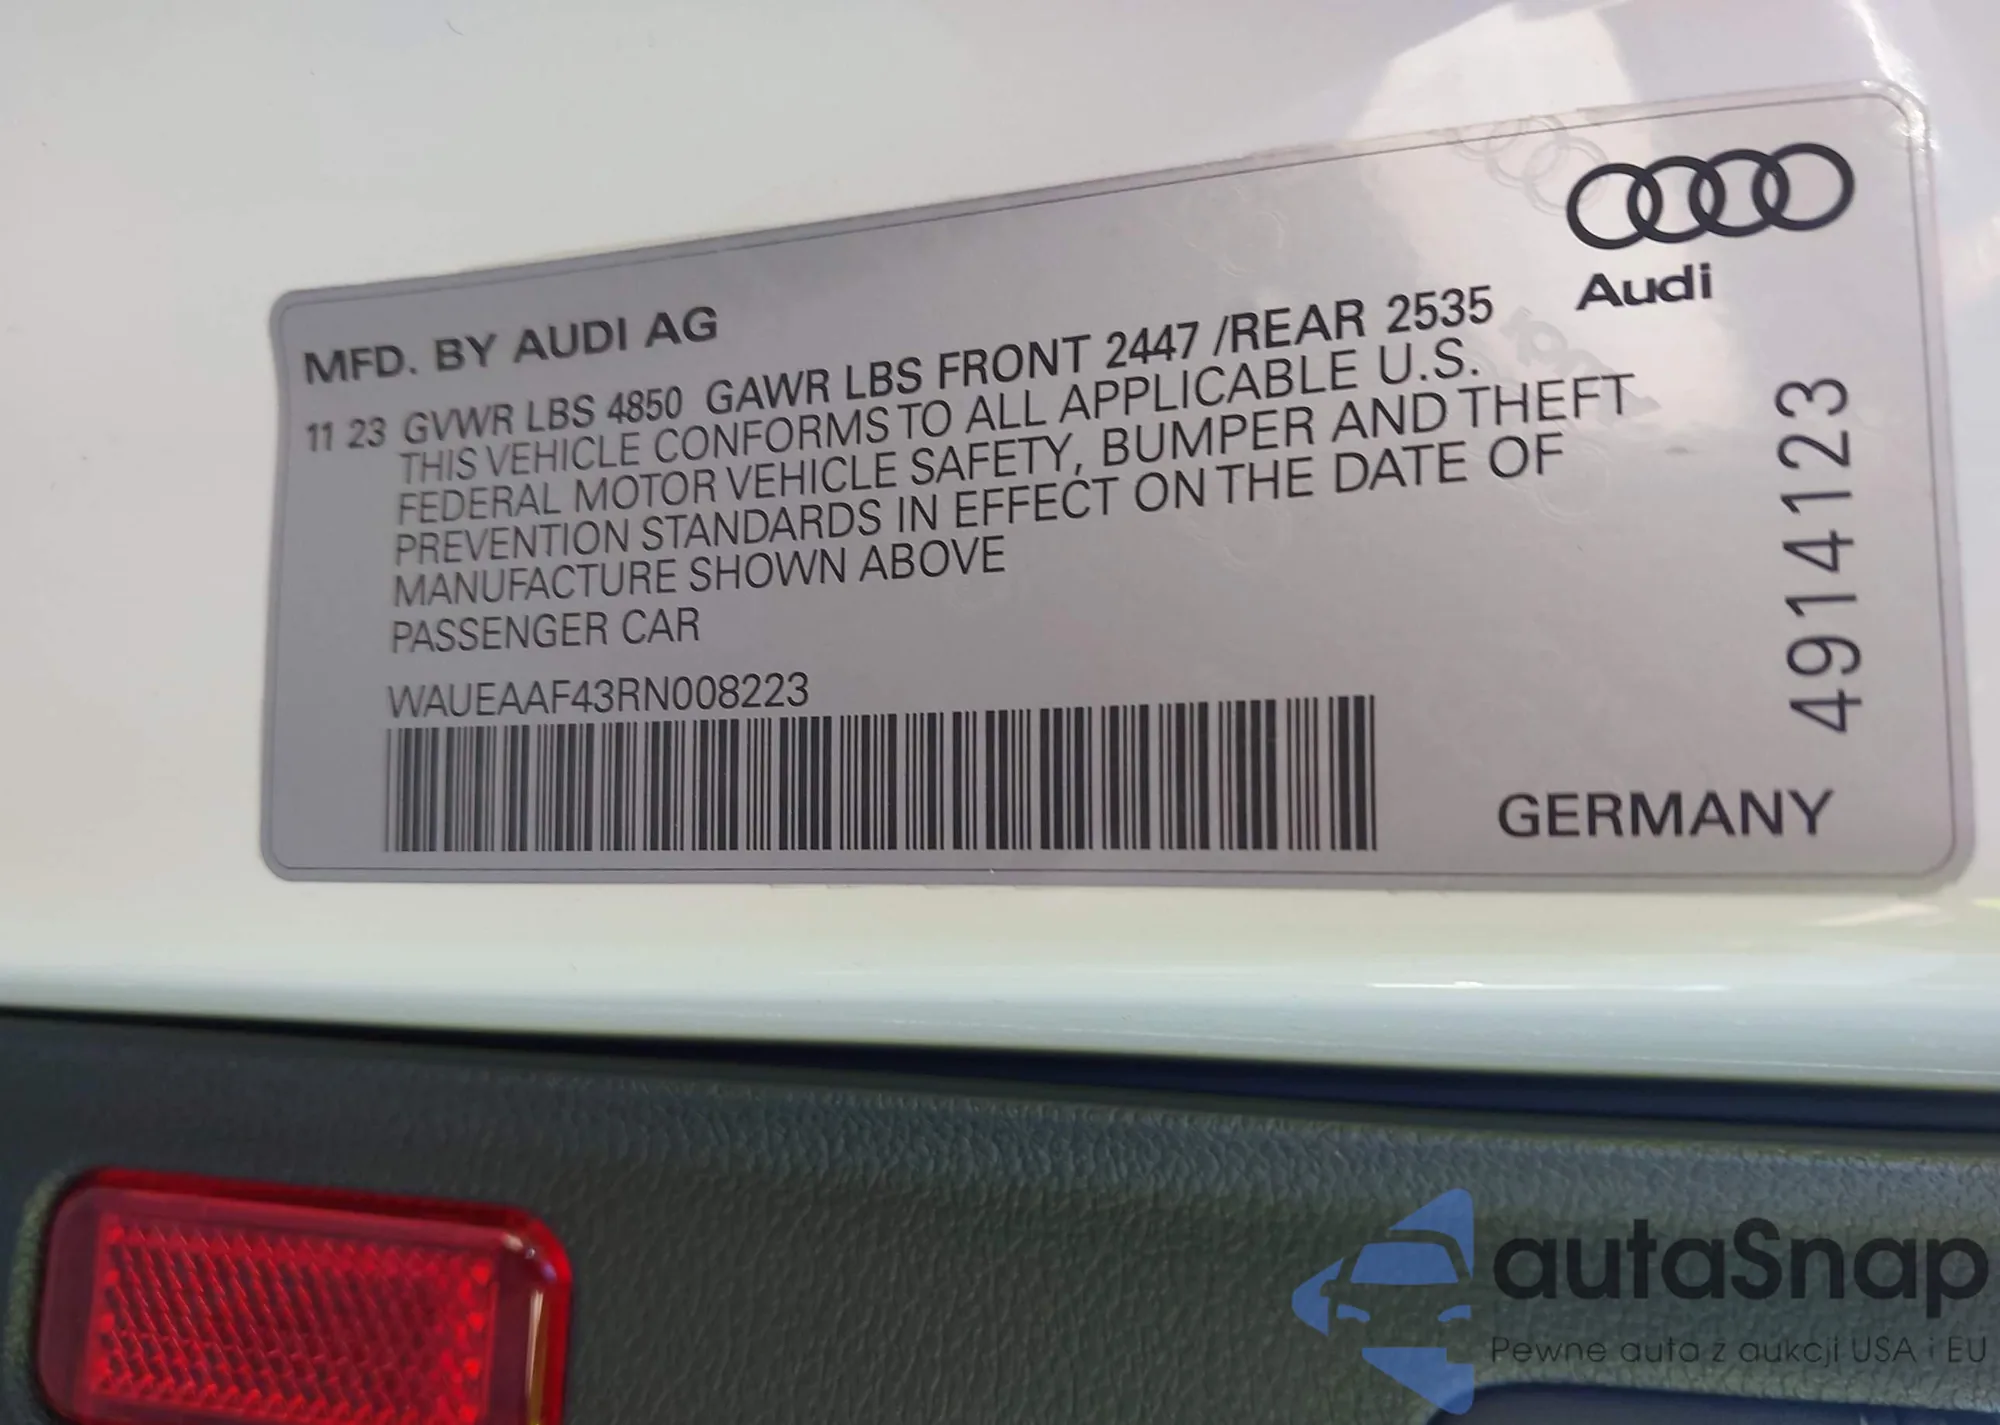 Audi
MFD. BY AUDI AG
11 23 GVWR LBS 4850 GAWR LBS FRONT 2447 /REAR 2535
THIS VEHICLE CONFORMS TO ALL APPLICABLE U.S.
FEDERAL MOTOR VEHICLE SAFETY, BUMPER AND THEFT
PREVENTION STANDARDS IN EFFECT ON THE DATE OF
MANUFACTURE SHOWN ABOVE
PASSENGER CAR
WAUEAAF43RN008223
4914123
GERMANY
autaSnap
Pewne auta z aukcji USA i EU